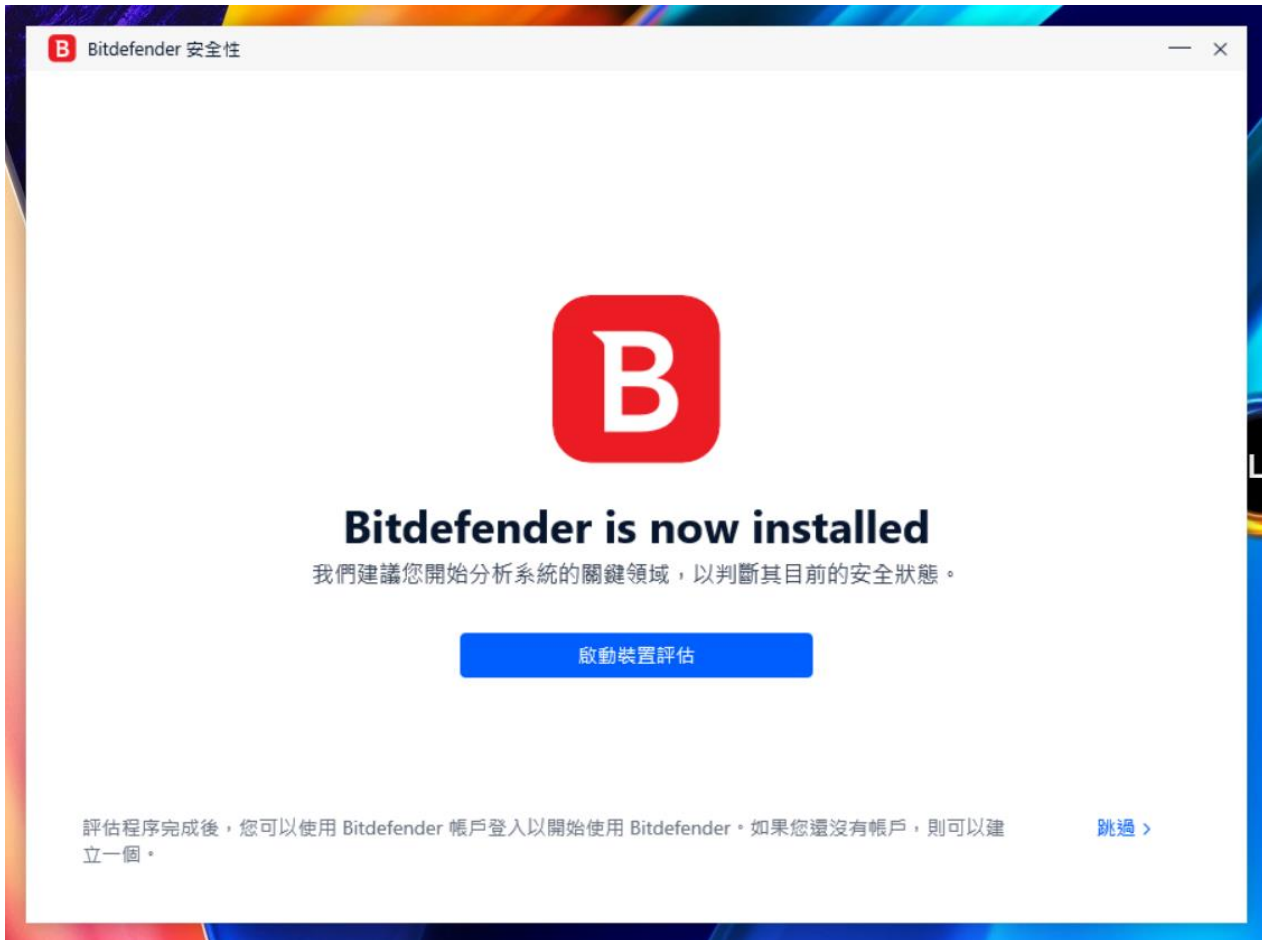 B Bitdefender 安全性
B
Bitdefender is now installed
我們建議您開始分析系統的關鍵領域，以判斷其目前的安全狀態。
啟動裝置評估
評估程序完成後，您可以使用 Bitdefender 帳戶登入以開始使用 Bitdefender。如果您還沒有帳戶，則可以建
立一個。
跳過 >
L